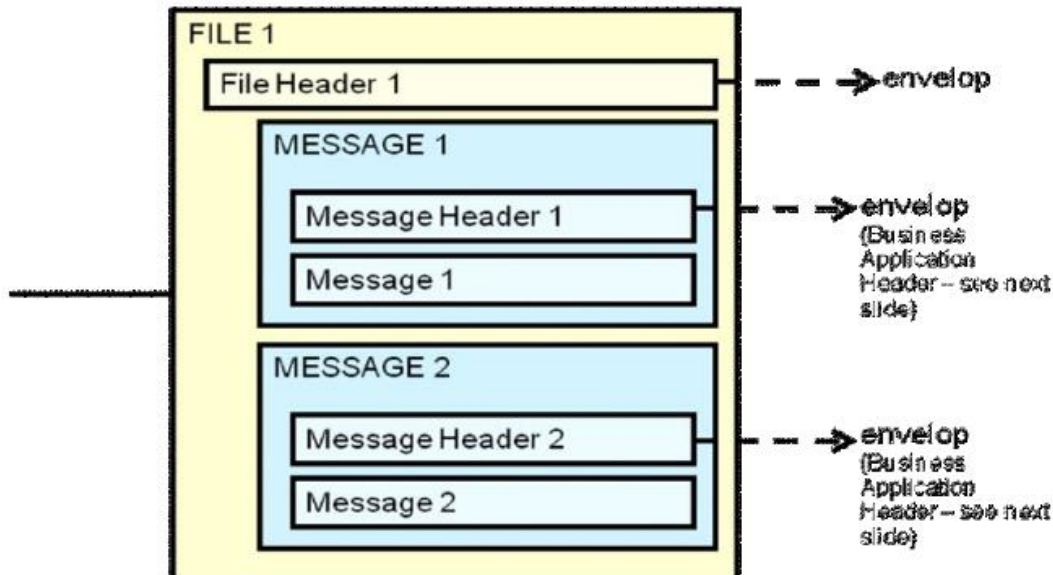 FILE 1
File Header 1
envelop
MESSAGE 1
Message Header 1
envelop
(Business
Application
Header – see next
slide)
Message 1
MESSAGE 2
Message Header 2
envelop
(Business
Application
Header – see next
slide)
Message 2